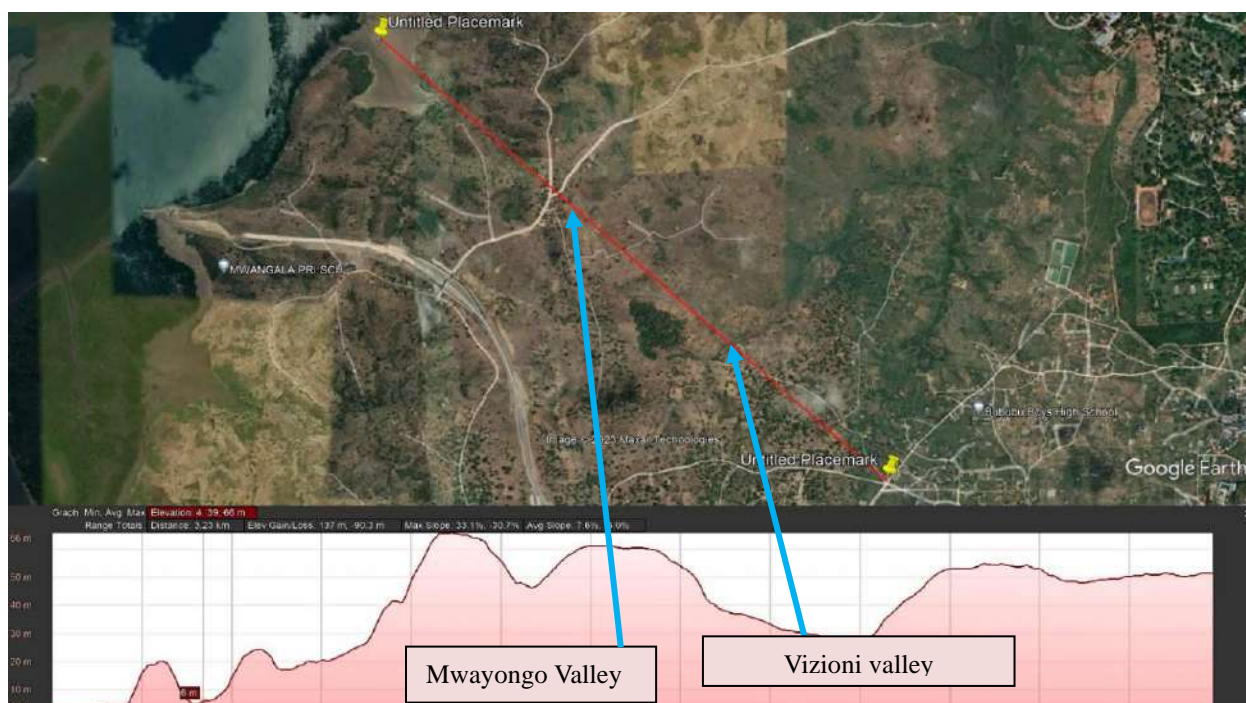 Untitled Placemark
MWANGALA PRI SCH
Bububu Boys High School
Image © 2023 Maxar Technologies
Untitled Placemark
Google Earth
Graph: Min, Avg, Max Elevation: 4, 39, 66 m
Range Totals: Distance: 3.23 km Elev Gain/Loss: 137 m, -90.3 m Max Slope: 33.1%, -30.7% Avg Slope: 7.6%,
66 m
50 m
40 m
30 m
20 m
10 m
6 m
Mwayongo Valley
Vizioni valley